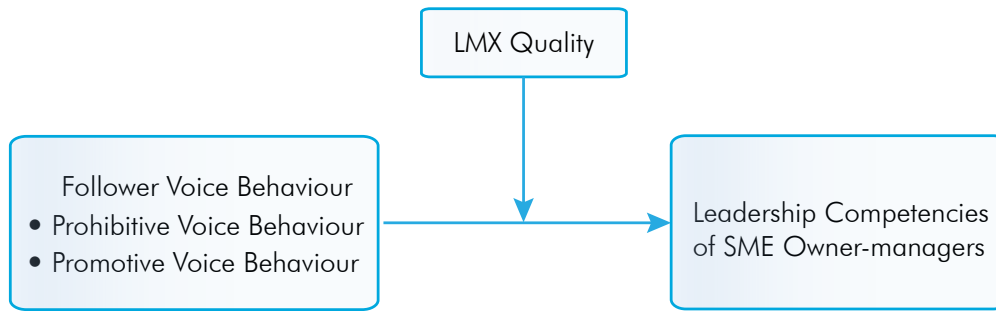 LMX Quality
Follower Voice Behaviour
• Prohibitive Voice Behaviour
• Promotive Voice Behaviour
Leadership Competencies
of SME Owner-managers